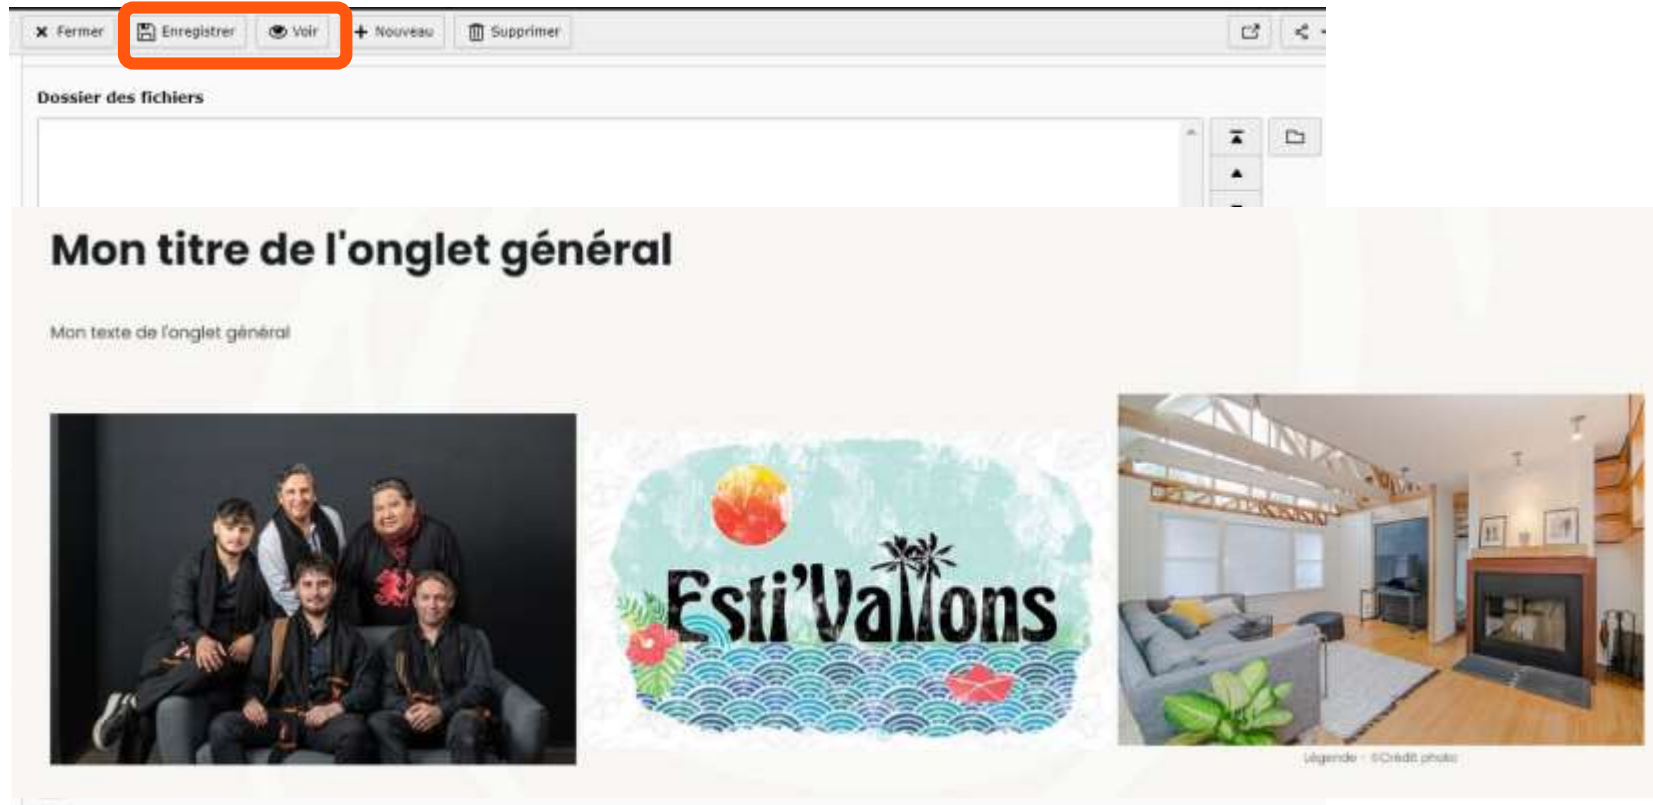 Fermer Enregistrer Voir Nouveau Supprimer
Dossier des fichiers
Mon titre de l'onglet général
Mon texte de l'onglet général
Esti'Vallons
Légende - ©Crédit photo